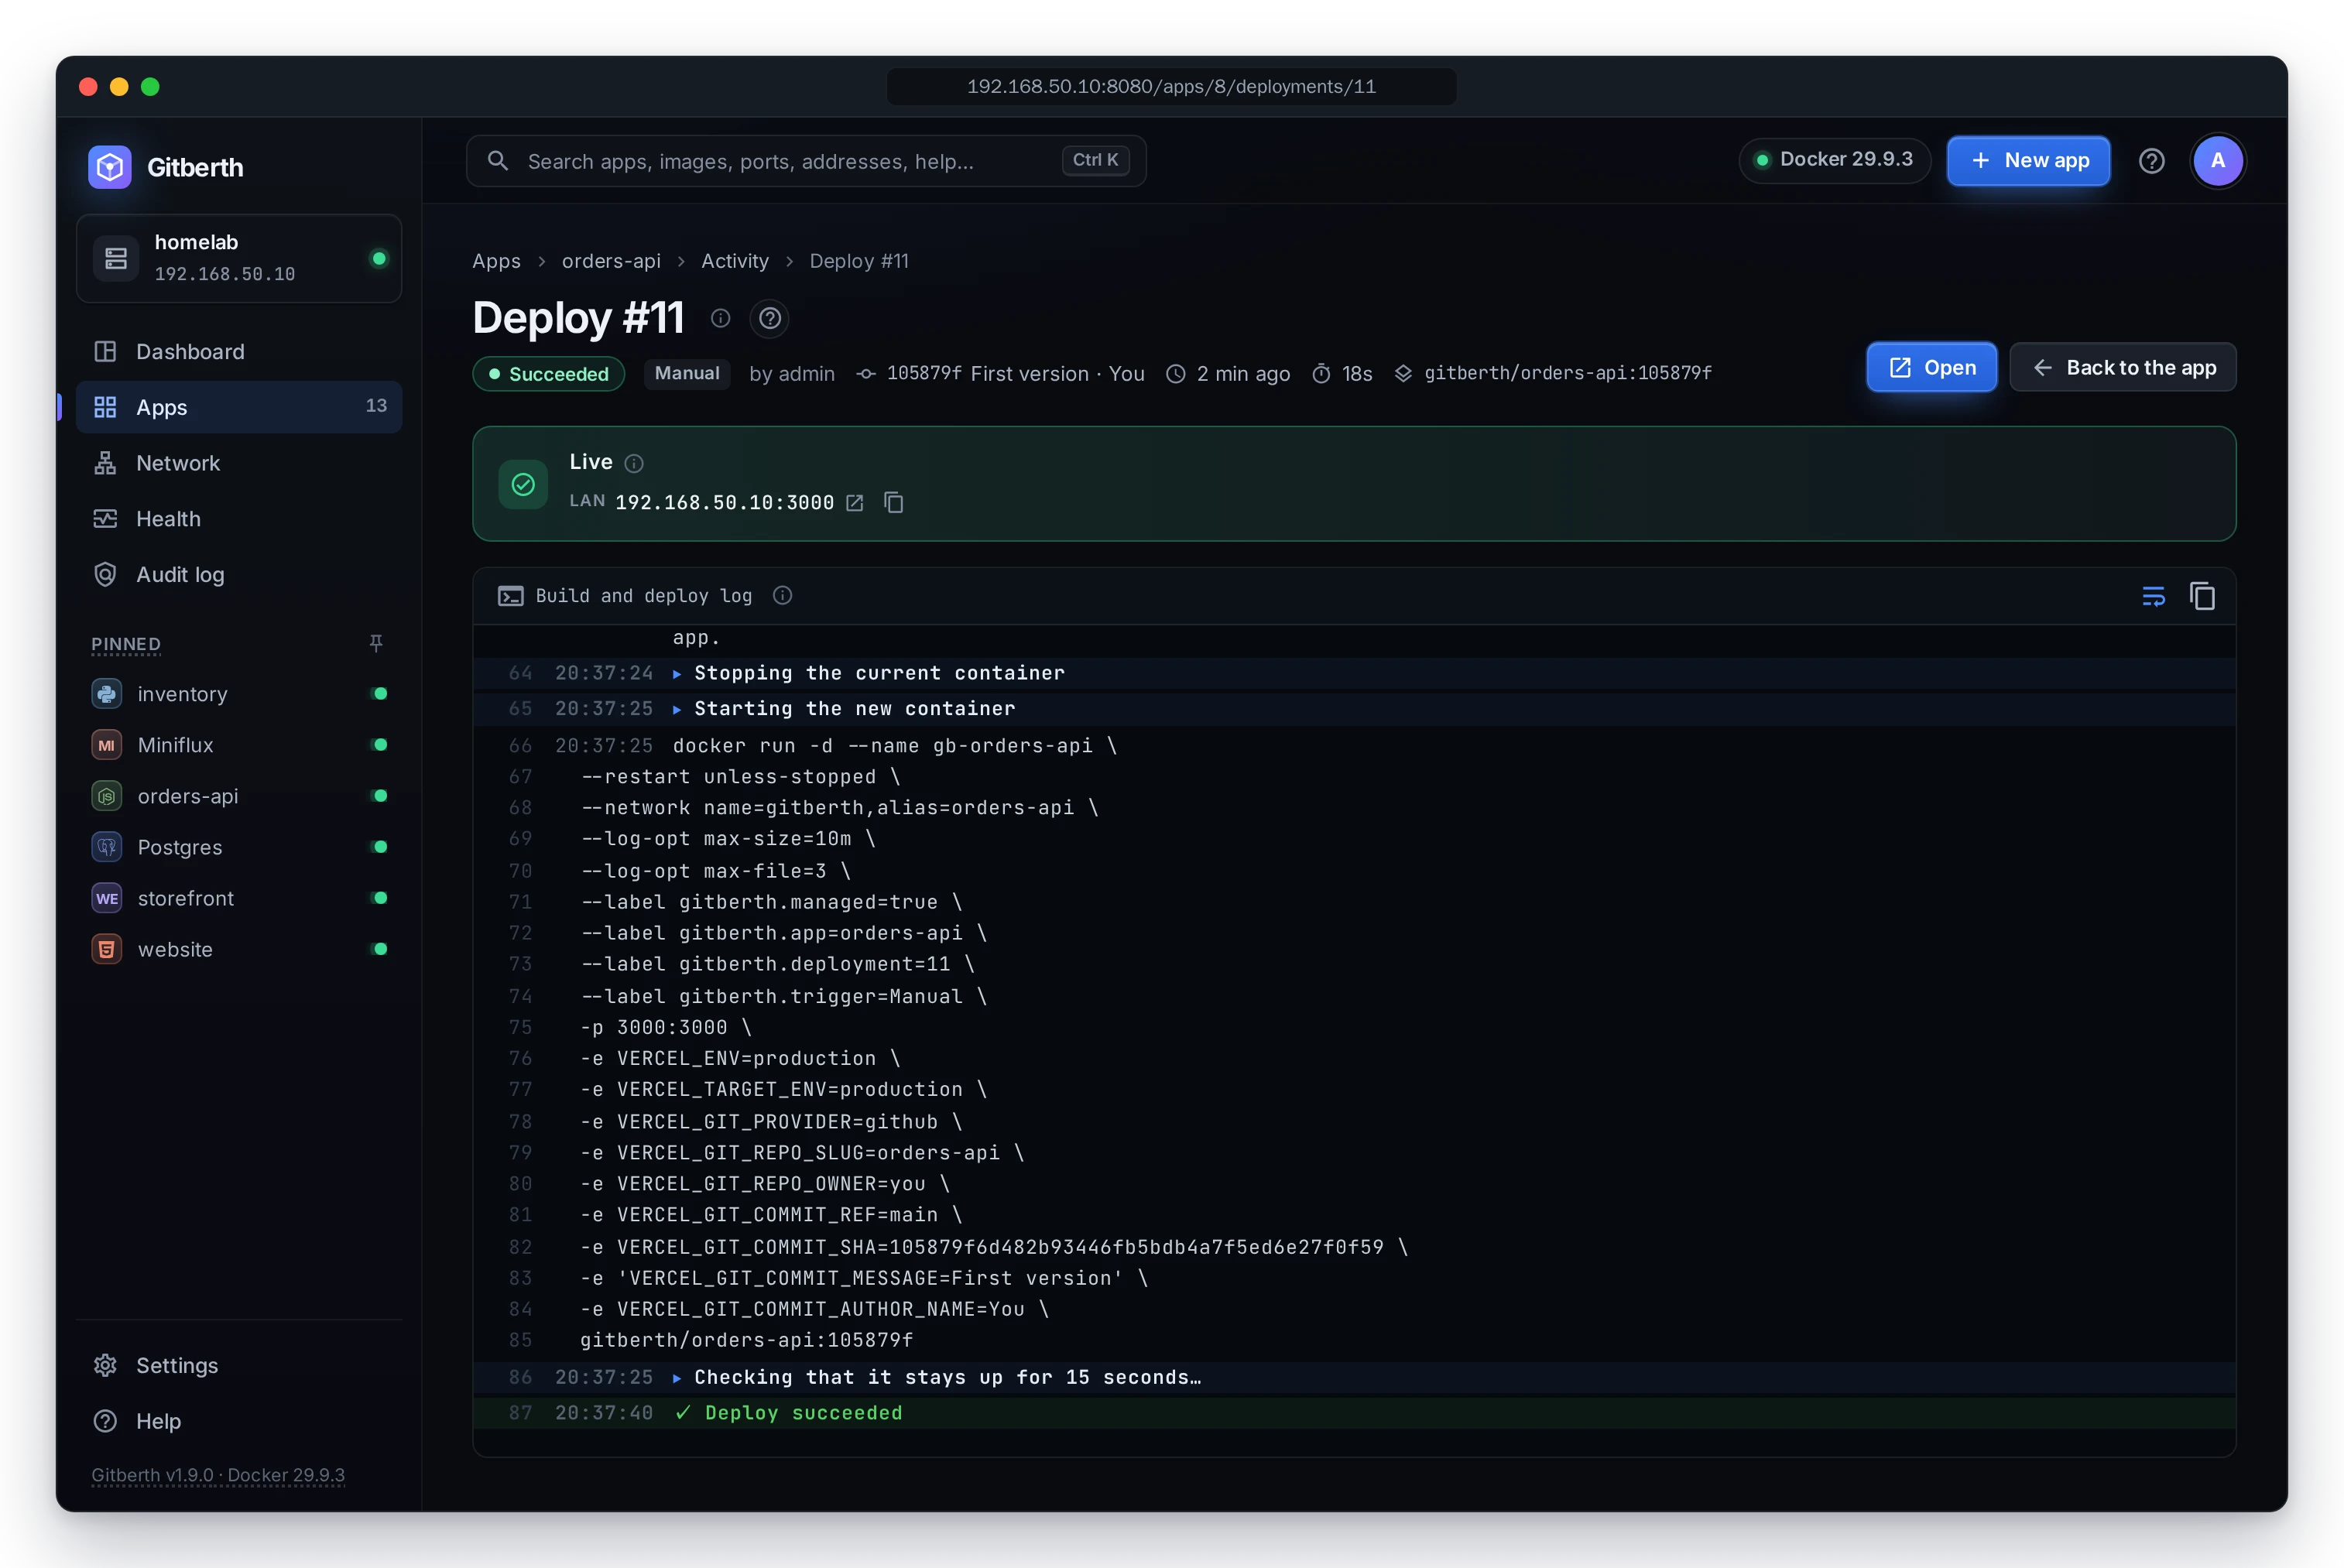 192.168.50.10:8080/apps/8/deployments/11
Gitberth
Search apps, images, ports, addresses, help...
Ctrl K
Docker 29.9.3
New app
A
homelab
192.168.50.10
Dashboard
Apps
13
Network
Health
Audit log
PINNED
inventory
MI
Miniflux
JS
orders-api
Postgres
WE
storefront
5
website
Settings
Help
Gitberth v1.9.0 · Docker 29.9.3
Apps > orders-api > Activity > Deploy #11
Deploy #11
Succeeded
Manual
by admin
105879f First version · You
2 min ago
18s
gitberth/orders-api:105879f
Open
Back to the app
Live
LAN 192.168.50.10:3000
Build and deploy log
app.
64 20:37:24 ▸ Stopping the current container
65 20:37:25 ▸ Starting the new container
66 20:37:25 docker run -d --name gb-orders-api \
67 --restart unless-stopped \
68 --network name=gitberth,alias=orders-api \
69 --log-opt max-size=10m \
70 --log-opt max-file=3 \
71 --label gitberth.managed=true \
72 --label gitberth.app=orders-api \
73 --label gitberth.deployment=11 \
74 --label gitberth.trigger=Manual \
75 -p 3000:3000 \
76 -e VERCEL_ENV=production \
77 -e VERCEL_TARGET_ENV=production \
78 -e VERCEL_GIT_PROVIDER=github \
79 -e VERCEL_GIT_REPO_SLUG=orders-api \
80 -e VERCEL_GIT_REPO_OWNER=you \
81 -e VERCEL_GIT_COMMIT_REF=main \
82 -e VERCEL_GIT_COMMIT_SHA=105879f6d482b93446fb5bdb4a7f5ed6e27f0f59 \
83 -e 'VERCEL_GIT_COMMIT_MESSAGE=First version' \
84 -e VERCEL_GIT_COMMIT_AUTHOR_NAME=You \
85 gitberth/orders-api:105879f
86 20:37:25 ▸ Checking that it stays up for 15 seconds…
87 20:37:40 ✓ Deploy succeeded